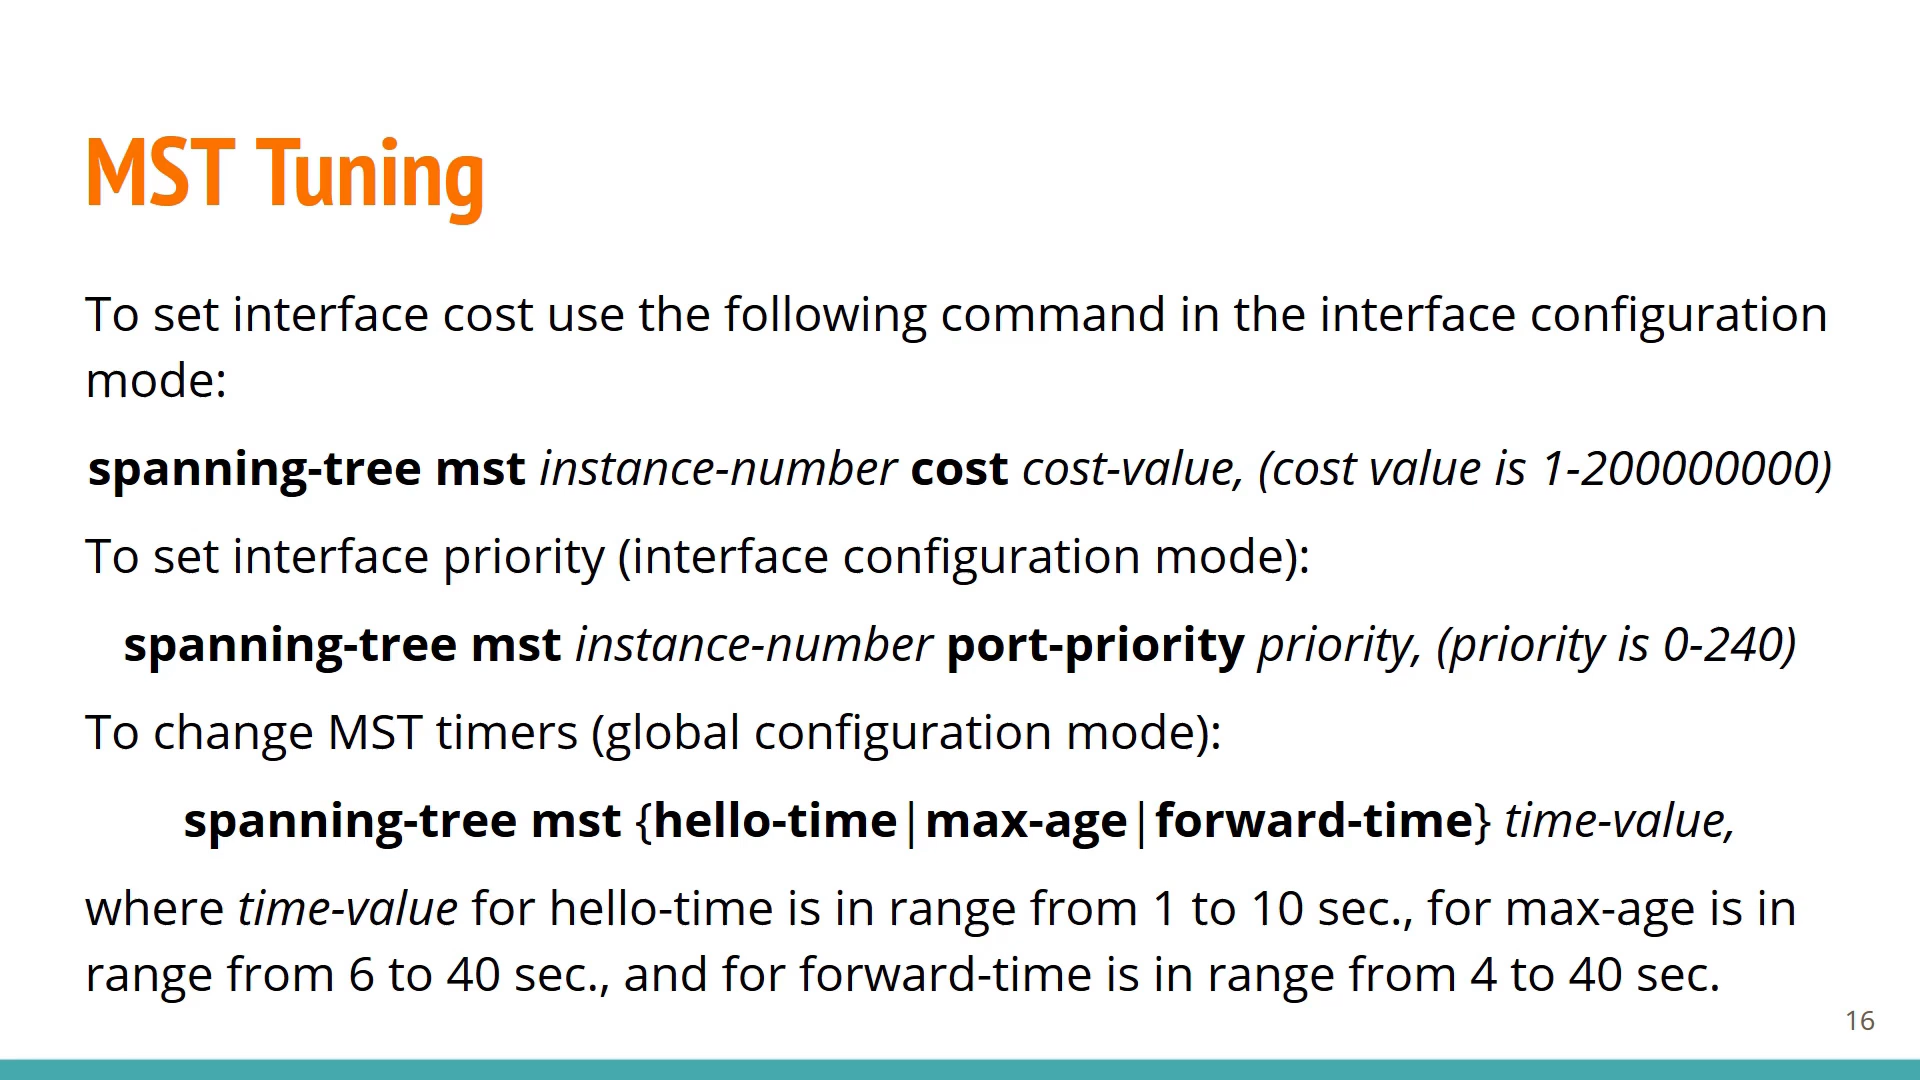 MST Tuning
To set interface cost use the following command in the interface configuration
mode:
spanning-tree mst instance-number cost cost-value, (cost value is 1-200000000)
To set interface priority (interface configuration mode):
spanning-tree mst instance-number port-priority priority, (priority is 0-240)
To change MST timers (global configuration mode):
spanning-tree mst {hello-time|max-age|forward-time} time-value,
where time-value for hello-time is in range from 1 to 10 sec., for max-age is in
range from 6 to 40 sec., and for forward-time is in range from 4 to 40 sec.
16